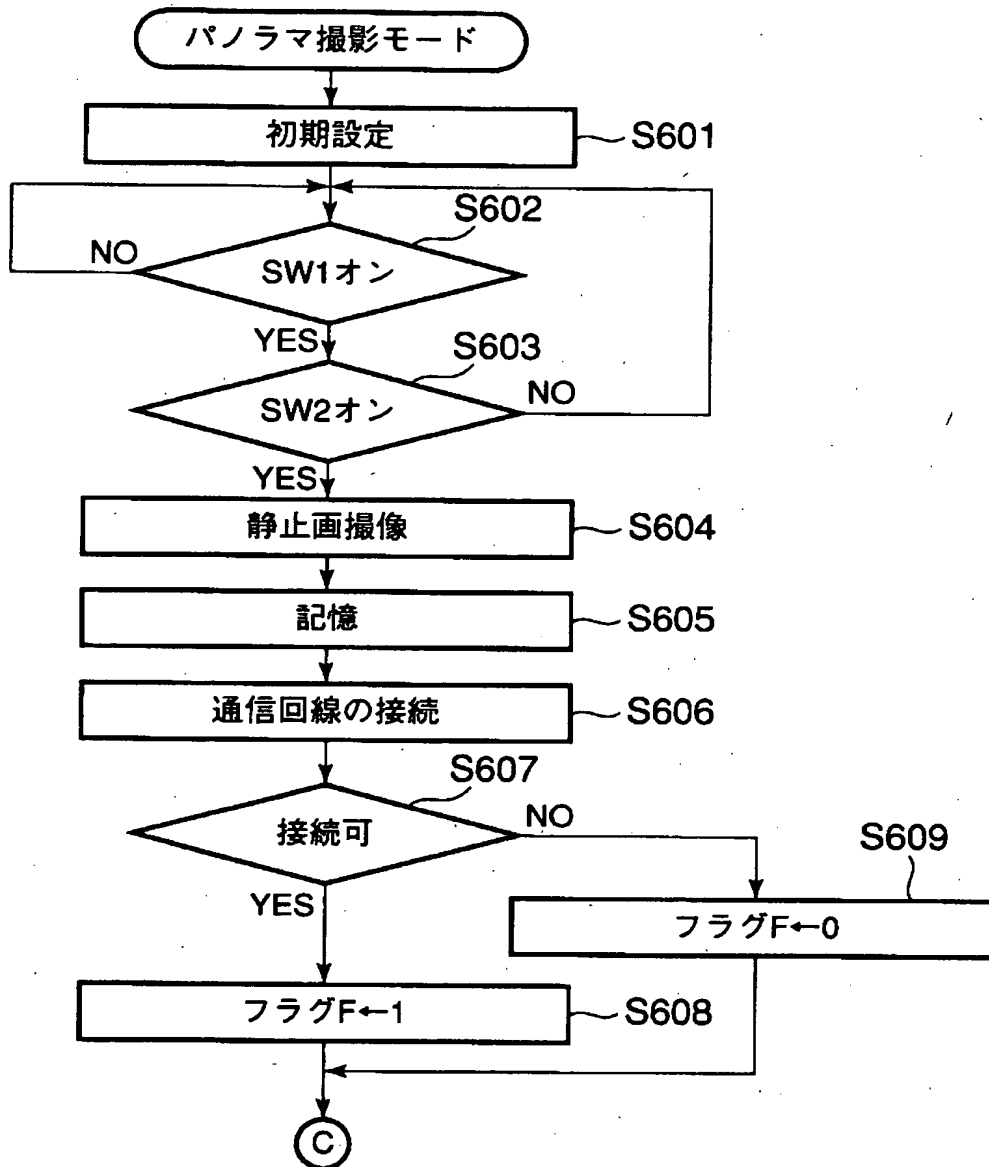 パノラマ撮影モード
初期設定
S601
S602
NO
SW1オン
YES
S603
SW2オン
NO
YES
静止画撮像
S604
記憶
S605
通信回線の接続
S606
S607
接続可
NO
YES
S609
フラグF←0
フラグF←1
S608
C